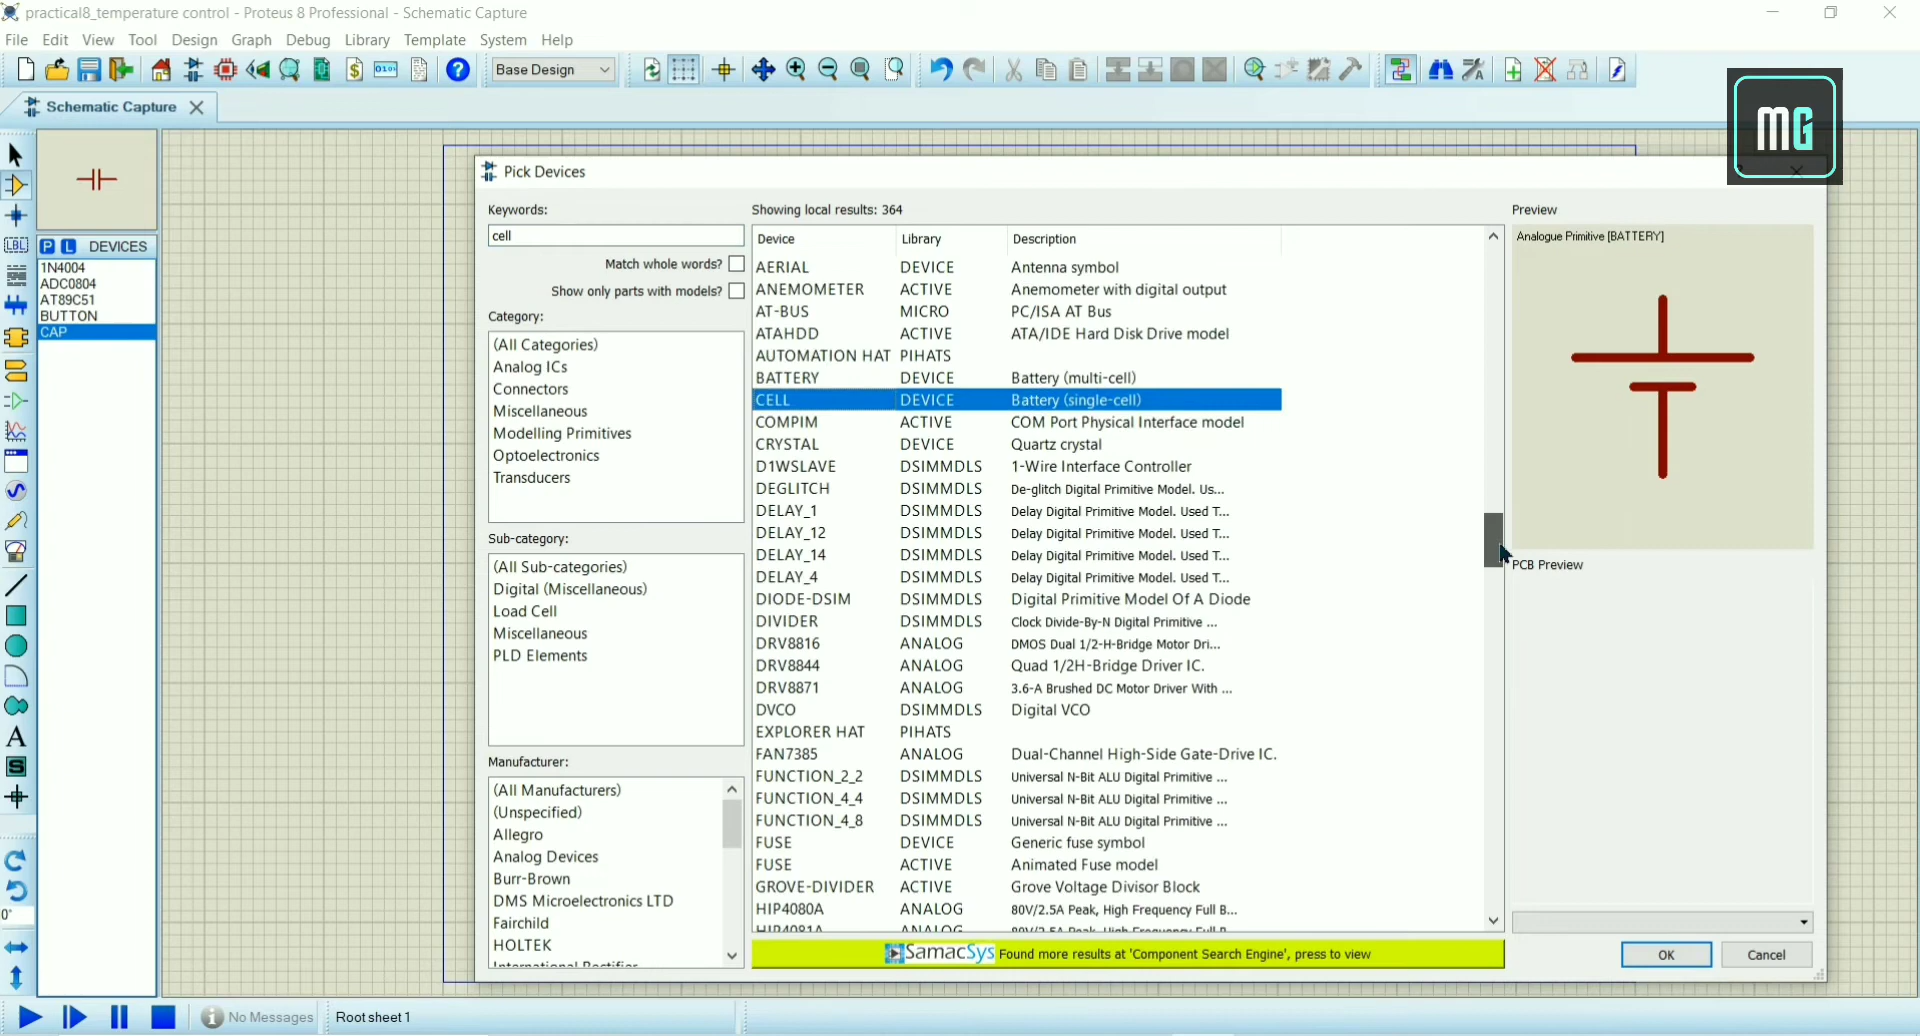 practical8_temperature control - Proteus 8 Professional - Schematic Capture
File Edit View Tool Design Graph Debug Library Template System Help
Base Design
Schematic Capture
MG
P L DEVICES
1N4004
ADC0804
AT89C51
BUTTON
CAP
LBL
A
S
0°
Pick Devices
Keywords:
cell
Match whole words?
Show only parts with models?
Category:
(All Categories)
Analog ICs
Connectors
Miscellaneous
Modelling Primitives
Optoelectronics
Transducers
Sub-category:
(All Sub-categories)
Digital (Miscellaneous)
Load Cell
Miscellaneous
PLD Elements
Manufacturer:
(All Manufacturers)
(Unspecified)
Allegro
Analog Devices
Burr-Brown
DMS Microelectronics LTD
Fairchild
HOLTEK
International Rectifier
Showing local results: 364
Device Library Description
AERIAL DEVICE Antenna symbol
ANEMOMETER ACTIVE Anemometer with digital output
AT-BUS MICRO PC/ISA AT Bus
ATAHDD ACTIVE ATA/IDE Hard Disk Drive model
AUTOMATION HAT PIHATS
BATTERY DEVICE Battery (multi-cell)
CELL DEVICE Battery (single-cell)
COMPIM ACTIVE COM Port Physical Interface model
CRYSTAL DEVICE Quartz crystal
D1WSLAVE DSIMMDLS 1-Wire Interface Controller
DEGLITCH DSIMMDLS De-glitch Digital Primitive Model. Us...
DELAY_1 DSIMMDLS Delay Digital Primitive Model. Used T...
DELAY_12 DSIMMDLS Delay Digital Primitive Model. Used T...
DELAY_14 DSIMMDLS Delay Digital Primitive Model. Used T...
DELAY_4 DSIMMDLS Delay Digital Primitive Model. Used T...
DIODE-DSIM DSIMMDLS Digital Primitive Model Of A Diode
DIVIDER DSIMMDLS Clock Divide-By-N Digital Primitive ...
DRV8816 ANALOG DMOS Dual 1/2-H-Bridge Motor Dri...
DRV8844 ANALOG Quad 1/2H-Bridge Driver IC.
DRV8871 ANALOG 3.6-A Brushed DC Motor Driver With ...
DVCO DSIMMDLS Digital VCO
EXPLORER HAT PIHATS
FAN7385 ANALOG Dual-Channel High-Side Gate-Drive IC.
FUNCTION_2_2 DSIMMDLS Universal N-Bit ALU Digital Primitive ...
FUNCTION_4_4 DSIMMDLS Universal N-Bit ALU Digital Primitive ...
FUNCTION_4_8 DSIMMDLS Universal N-Bit ALU Digital Primitive ...
FUSE DEVICE Generic fuse symbol
FUSE ACTIVE Animated Fuse model
GROVE-DIVIDER ACTIVE Grove Voltage Divisor Block
HIP4080A ANALOG 80V/2.5A Peak, High Frequency Full B...
HIP4081A ANALOG 80V/2.5A Peak, High Frequency Full B...
SamacSys Found more results at 'Component Search Engine', press to view
Preview
Analogue Primitive [BATTERY]
PCB Preview
OK Cancel
No Messages Root sheet 1